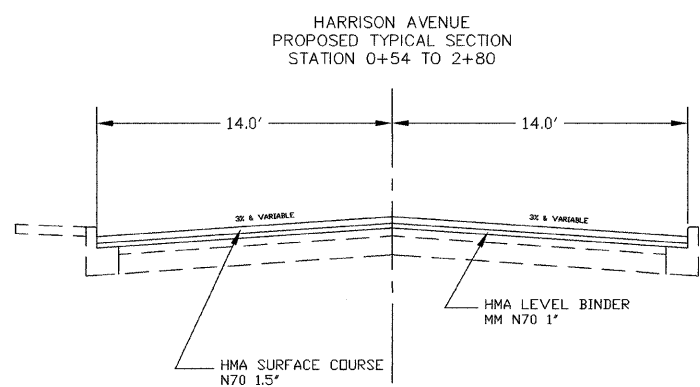 HARRISON AVENUE
PROPOSED TYPICAL SECTION
STATION 0+54 TO 2+80
14.0'
14.0'
3% & VARIABLE
3% & VARIABLE
HMA LEVEL BINDER
MM N70 1"
HMA SURFACE COURSE
N70 1.5"